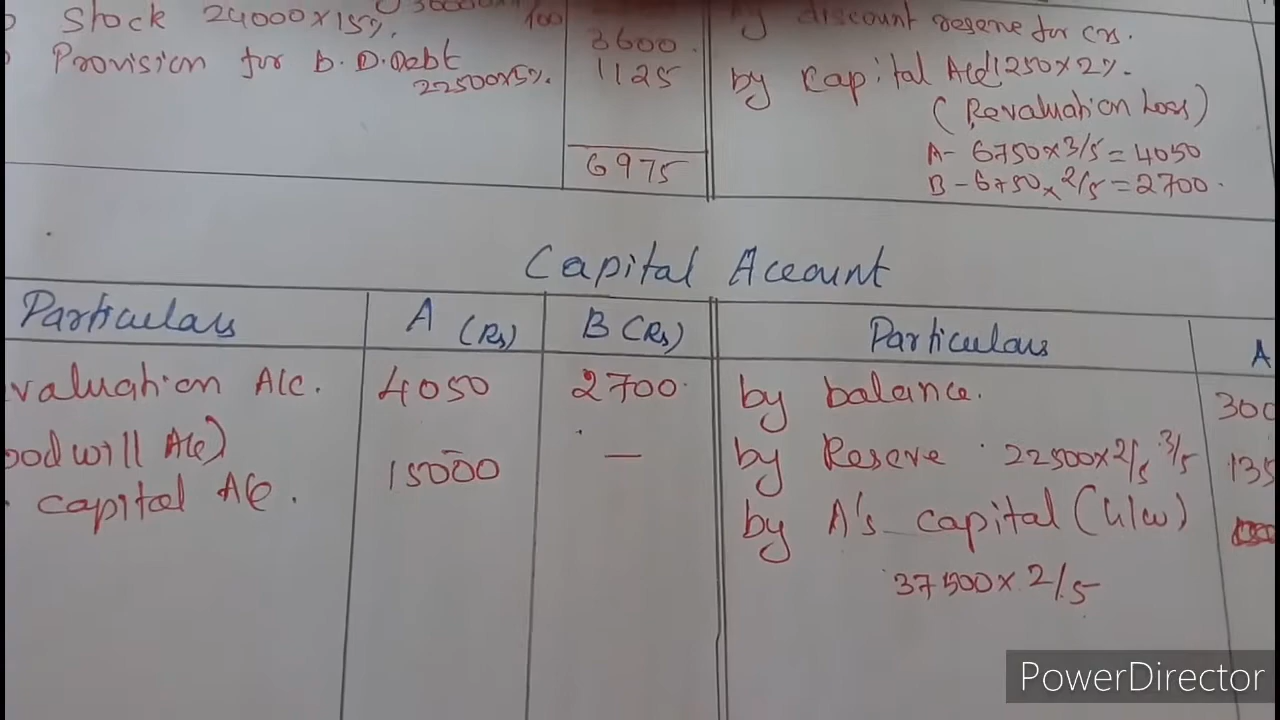 Stock 24000×15%.
100
3600.
by discount reserve for crs.
Provision for B.D.Debt
22500×5%.
1125
by Capital A/c 1250×2%.
(Revaluation Loss)
6975
A- 6750×3/5 = 4050
B-6750×2/5 = 2700.
Capital Account
Particulars A (Rs) B (Rs) Particulars A
valuation A/c. 4050 2700. by balance. 300
oodwill A/c) 15000 — by Reserve 22500×2/5 3/5 135
capital A/c. by A's capital (G/w)
37500×2/5
PowerDirector